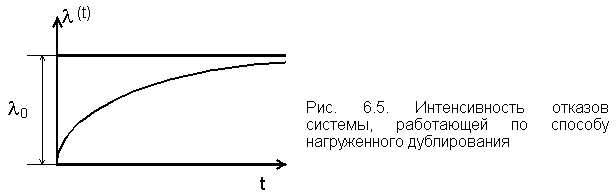 λ (t)
λ0
t
Рис. 6.5. Интенсивность отказов
системы, работающей по способу
нагруженного дублирования